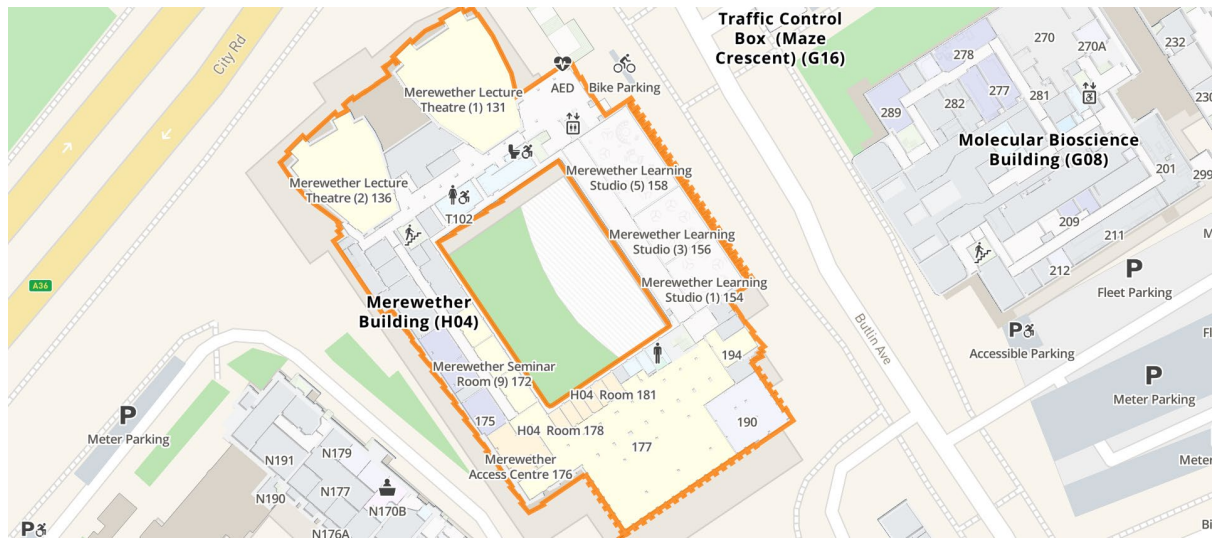 City Rd
A36
Traffic Control
Box (Maze
Crescent) (G16)
Merewether Lecture
Theatre (1) 131
AED
Bike Parking
Merewether Lecture
Theatre (2) 136
T102
Merewether Learning
Studio (5) 158
Merewether Learning
Studio (3) 156
Merewether Learning
Studio (1) 154
Merewether
Building (H04)
Merewether Seminar
Room (9) 172
175
H04 Room 181
H04 Room 178
Merewether
Access Centre 176
177
194
190
Butlin Ave
270
278
270A
232
277
282
281
289
230
Molecular Bioscience
Building (G08)
201
299
209
211
212
P
Fleet Parking
P
Accessible Parking
P
Meter Parking
P
Meter Parking
N191
N179
N177
N190
N170B
N176A
P